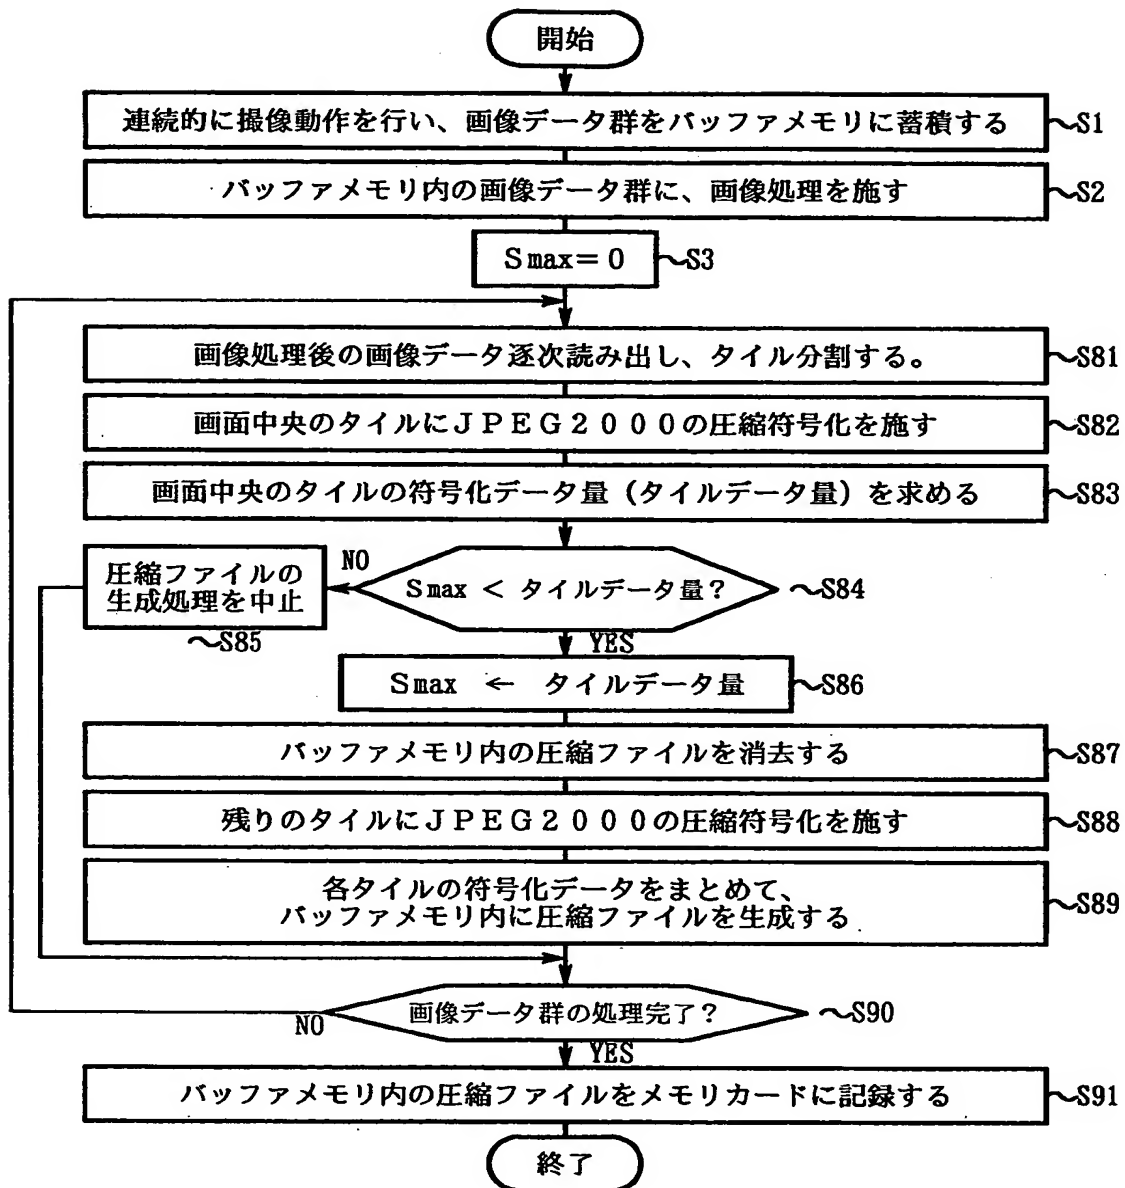 開始
連続的に撮像動作を行い、画像データ群をバッファメモリに蓄積する
S1
バッファメモリ内の画像データ群に、画像処理を施す
S2
Smax=0
S3
画像処理後の画像データ逐次読み出し、タイル分割する。
S81
画面中央のタイルにJPEG2000の圧縮符号化を施す
S82
画面中央のタイルの符号化データ量(タイルデータ量)を求める
S83
Smax < タイルデータ量?
S84
NO
圧縮ファイルの
生成処理を中止
S85
YES
Smax ← タイルデータ量
S86
バッファメモリ内の圧縮ファイルを消去する
S87
残りのタイルにJPEG2000の圧縮符号化を施す
S88
各タイルの符号化データをまとめて、
バッファメモリ内に圧縮ファイルを生成する
S89
画像データ群の処理完了?
S90
NO
YES
バッファメモリ内の圧縮ファイルをメモリカードに記録する
S91
終了